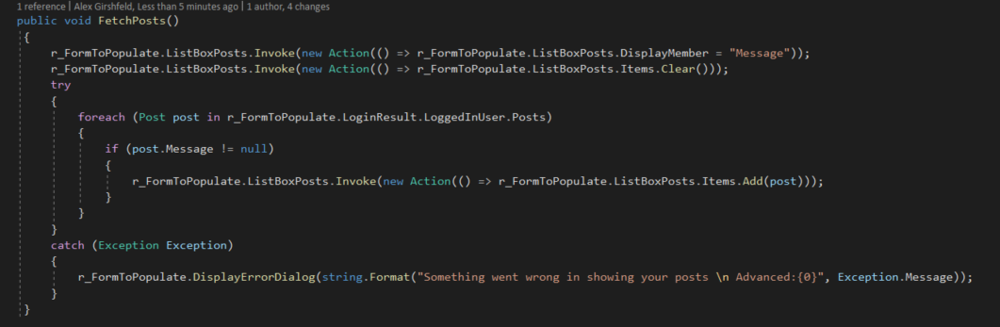 1 reference | Alex Girshfeld, Less than 5 minutes ago | 1 author, 4 changes
public void FetchPosts()
{
r_FormToPopulate.ListBoxPosts.Invoke(new Action(() => r_FormToPopulate.ListBoxPosts.DisplayMember = "Message"));
r_FormToPopulate.ListBoxPosts.Invoke(new Action(() => r_FormToPopulate.ListBoxPosts.Items.Clear()));
try
{
foreach (Post post in r_FormToPopulate.LoginResult.LoggedInUser.Posts)
{
if (post.Message != null)
{
r_FormToPopulate.ListBoxPosts.Invoke(new Action(() => r_FormToPopulate.ListBoxPosts.Items.Add(post)));
}
}
}
catch (Exception Exception)
{
r_FormToPopulate.DisplayErrorDialog(string.Format("Something went wrong in showing your posts \n Advanced:{0}", Exception.Message));
}
}